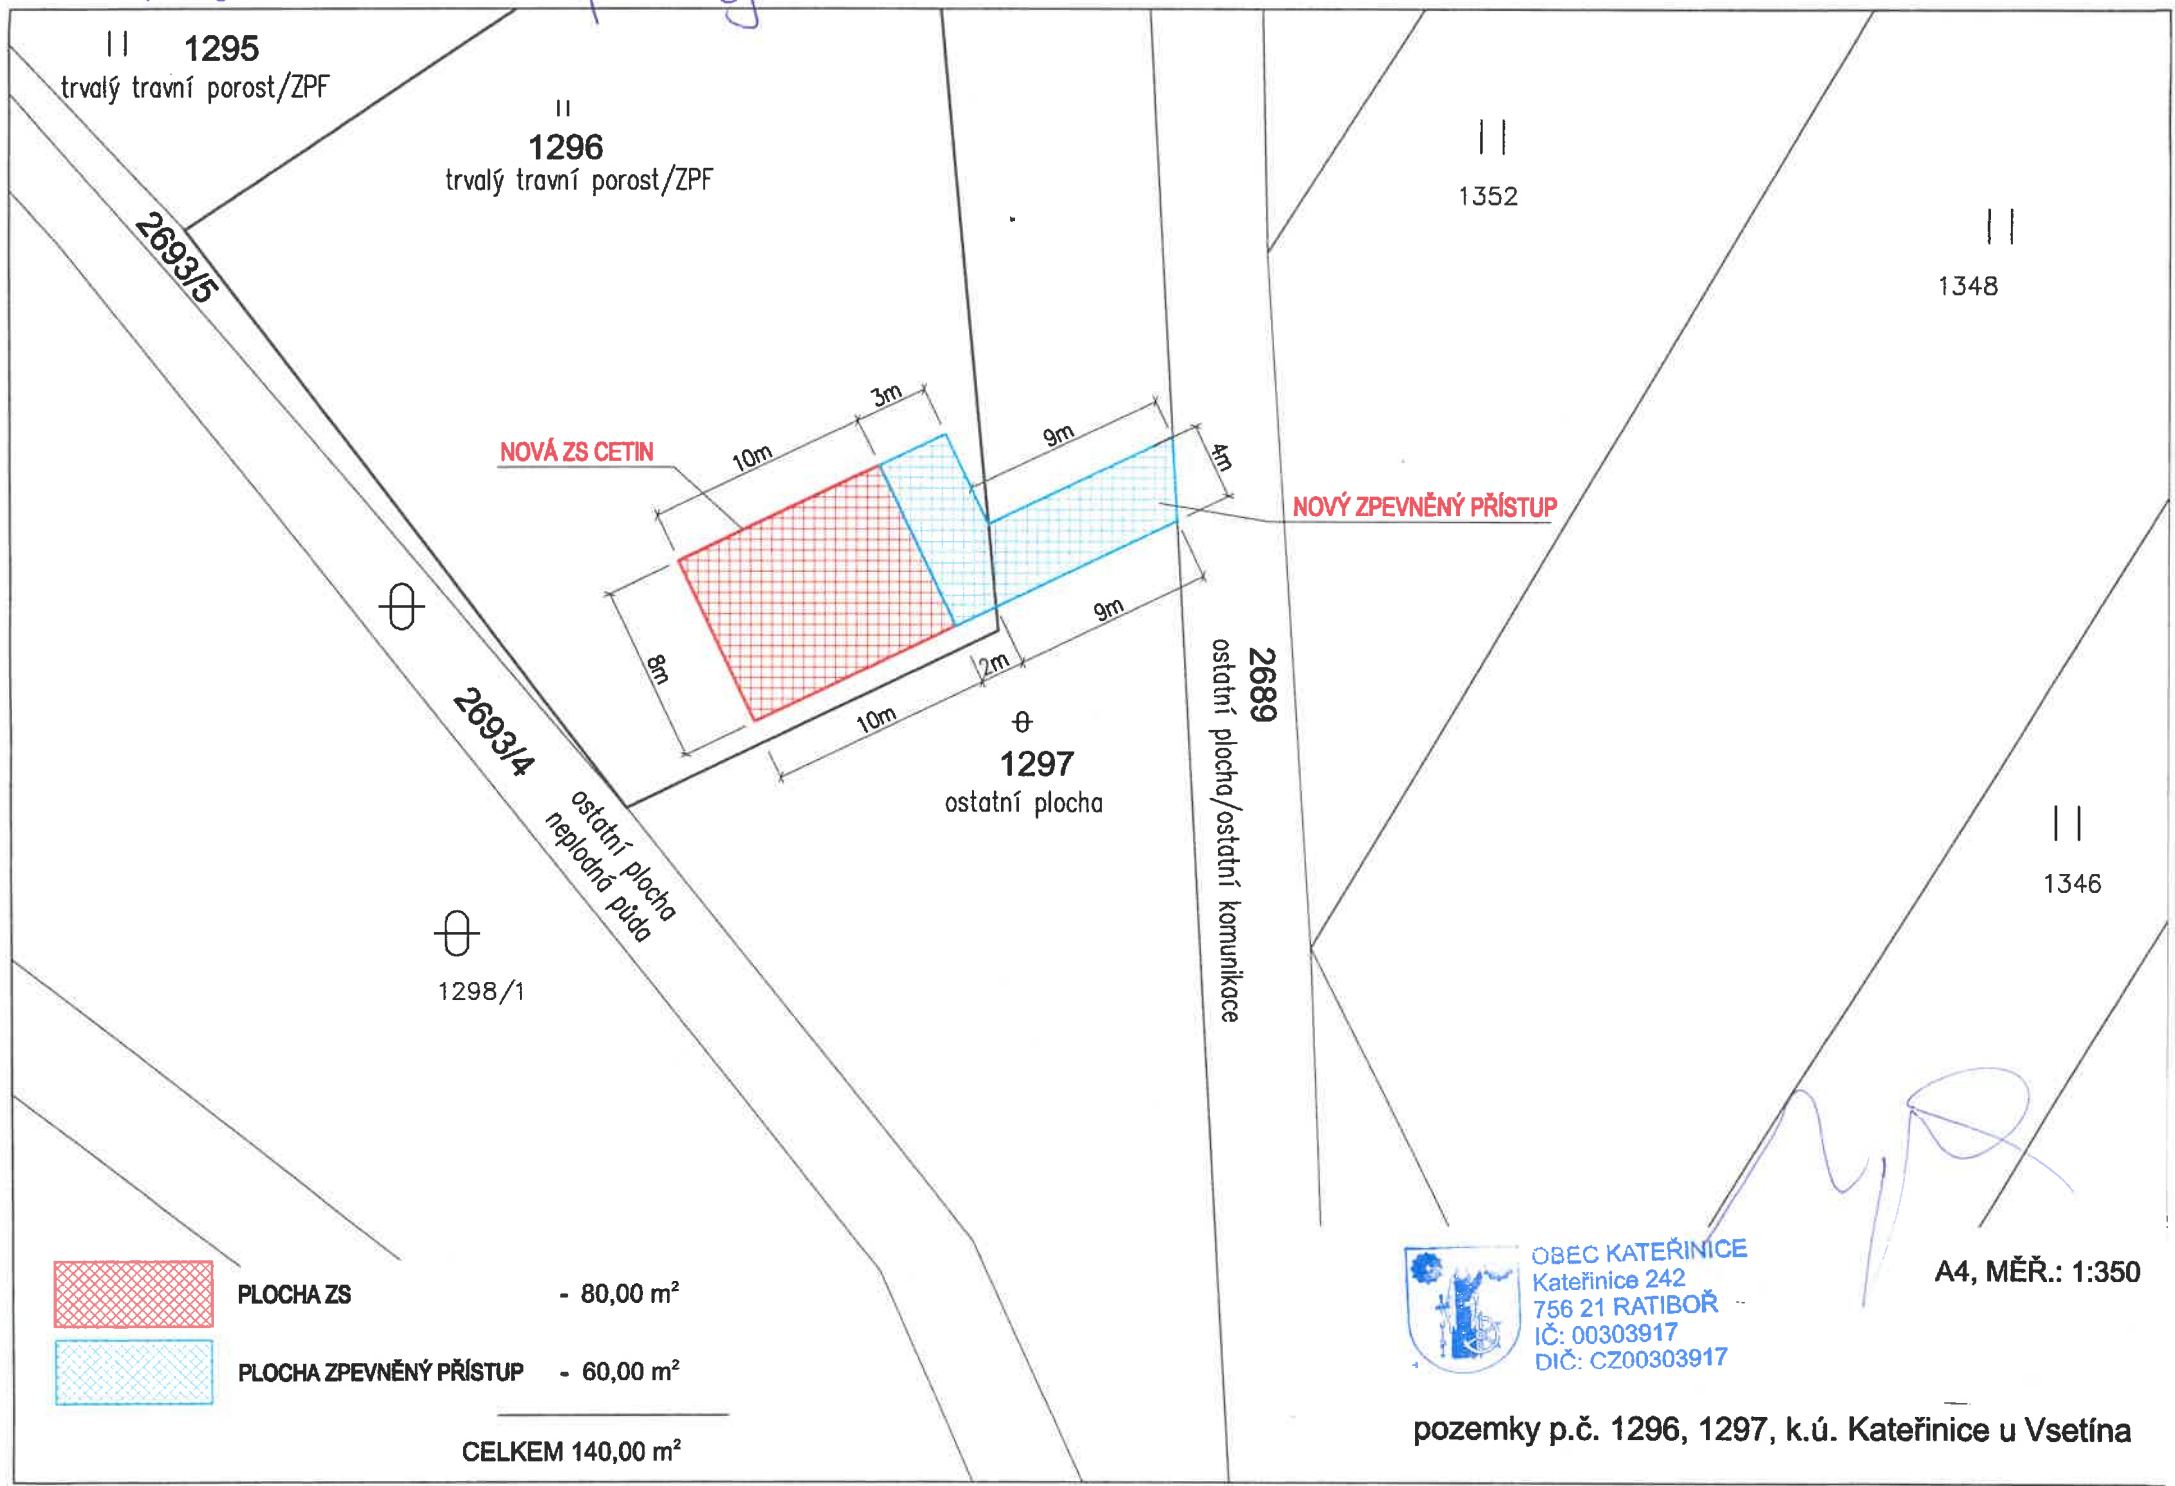 1295
trvalý travní porost/ZPF
1296
trvalý travní porost/ZPF
1352
1348
2693/5
3m
10m
9m
4m
NOVÁ ZS CETIN
NOVÝ ZPEVNĚNÝ PŘÍSTUP
8m
9m
2m
10m
2693/4
ostatní plocha
neplodná půda
1297
ostatní plocha
2689
ostatní plocha/ostatní komunikace
1346
1298/1
PLOCHA ZS - 80,00 m²
PLOCHA ZPEVNĚNÝ PŘÍSTUP - 60,00 m²
CELKEM 140,00 m²
OBEC KATEŘINICE
Kateřinice 242
756 21 RATIBOŘ
IČ: 00303917
DIČ: CZ00303917
A4, MĚŘ.: 1:350
pozemky p.č. 1296, 1297, k.ú. Kateřinice u Vsetína